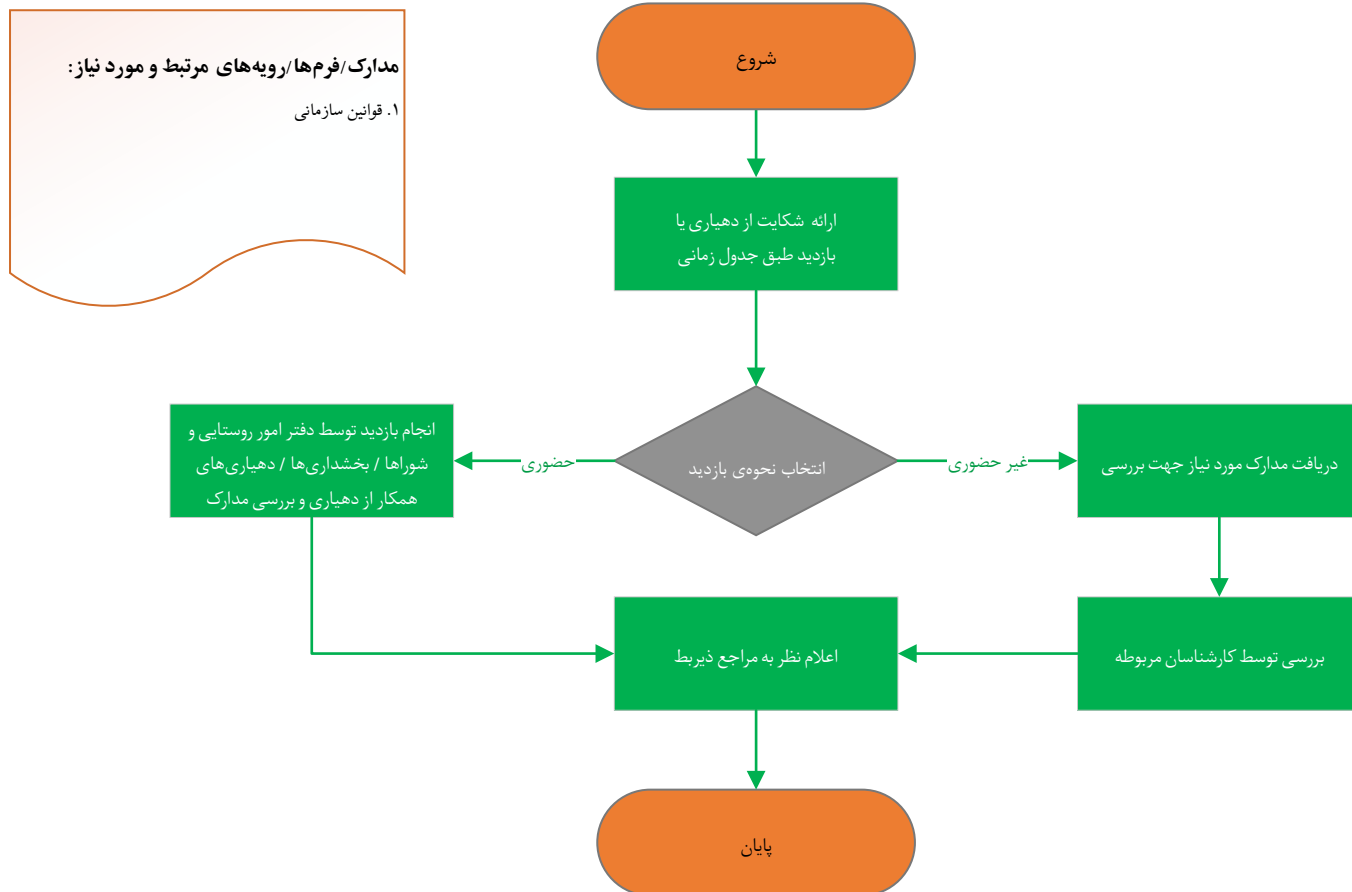 مدارک/فرم‌ها/رویه‌های مرتبط و مورد نیاز:
۱. قوانین سازمانی
شروع
ارائه شکایت از دهیاری یا
بازدید طبق جدول زمانی
انتخاب نحوه‌ی بازدید
غیر حضوری
حضوری
دریافت مدارک مورد نیاز جهت بررسی
انجام بازدید توسط دفتر امور روستایی و
شوراها / بخشداری‌ها / دهیاری‌های
همکار از دهیاری و بررسی مدارک
بررسی توسط کارشناسان مربوطه
اعلام نظر به مراجع ذیربط
پایان